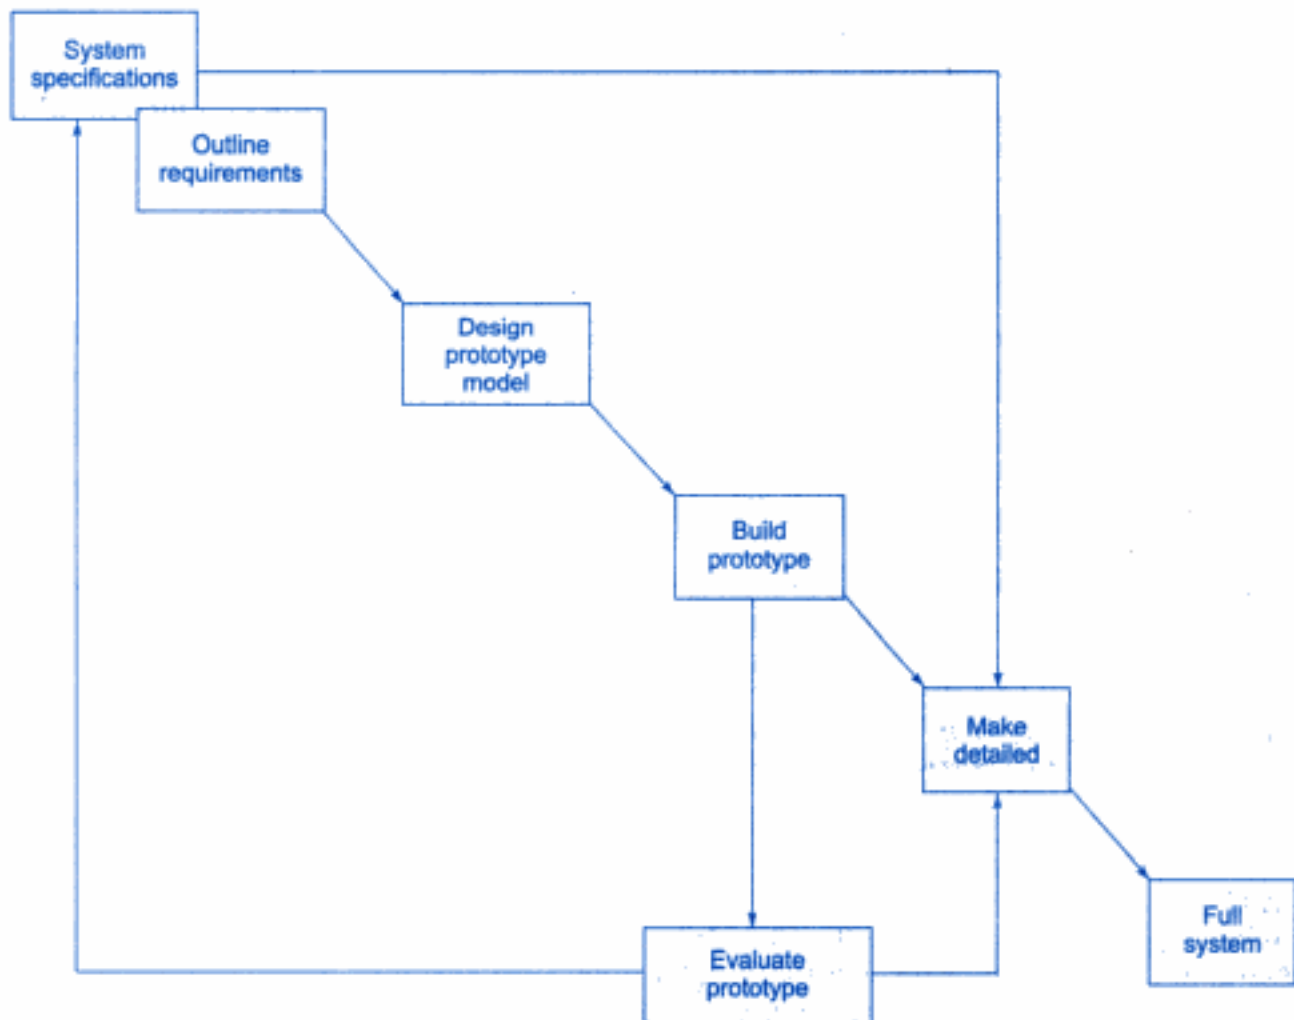 System
specifications
Outline
requirements
Design
prototype
model
Build
prototype
Make
detailed
Full
system
Evaluate
prototype